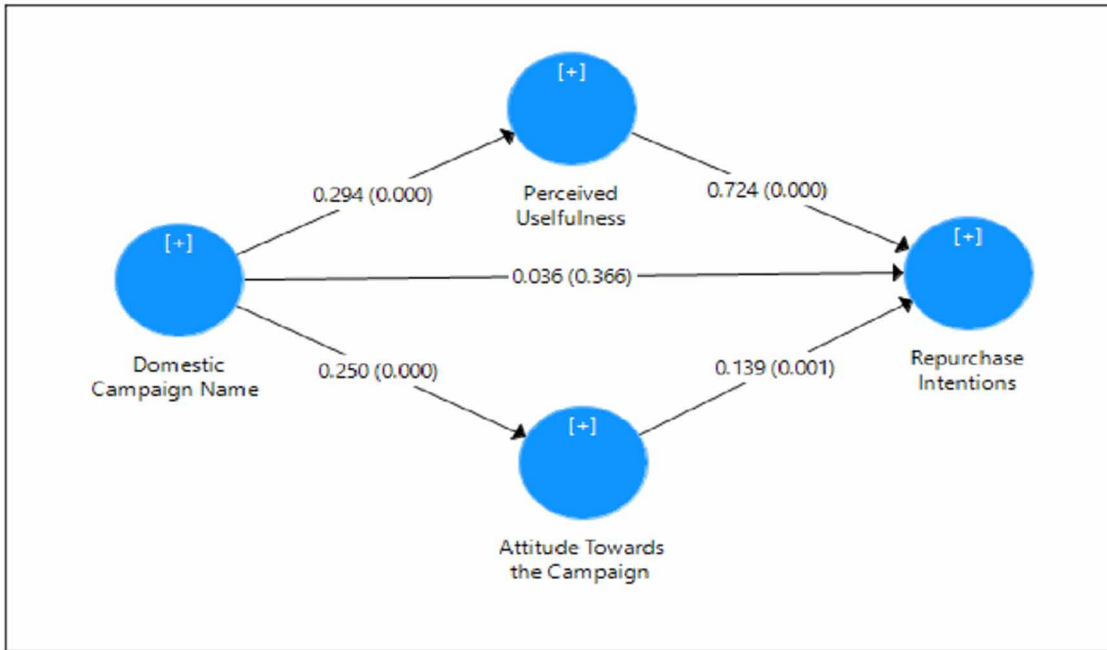 [+]
Perceived
Uselfulness
0.294 (0.000)
0.724 (0.000)
[+]
Domestic
Campaign Name
0.036 (0.366)
[+]
Repurchase
Intentions
0.250 (0.000)
0.139 (0.001)
[+]
Attitude Towards
the Campaign